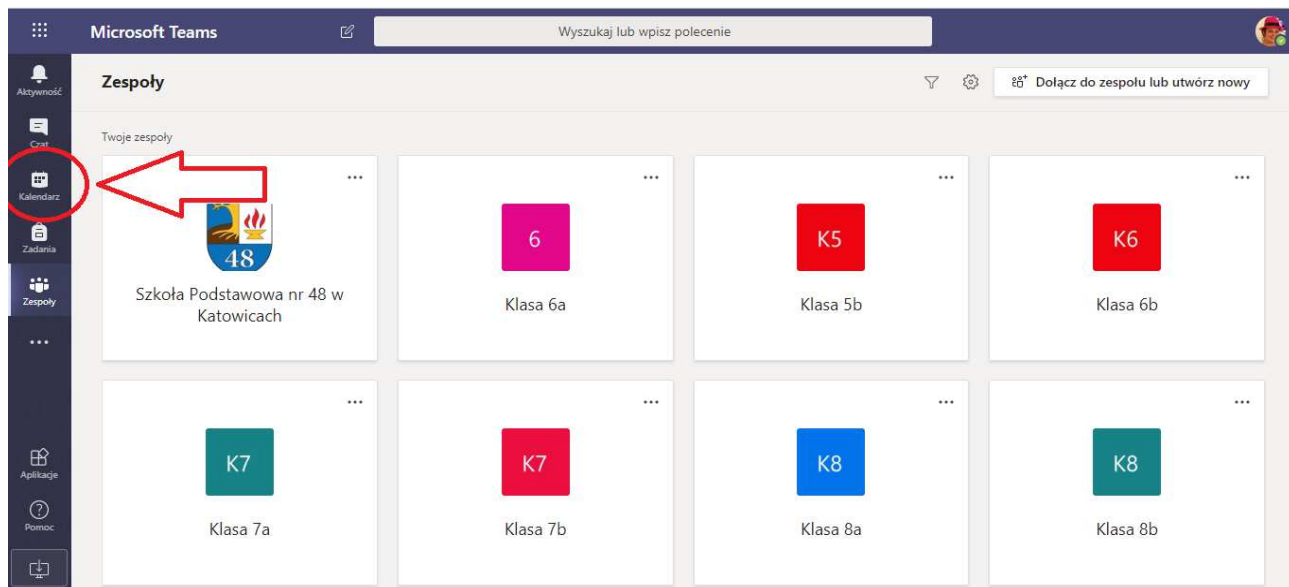 Microsoft Teams
Wyszukaj lub wpisz polecenie
Aktywność
Czat
Kalendarz
Zadania
Zespoły
Aplikacje
Pomoc
Zespoły
Dołącz do zespołu lub utwórz nowy
Twoje zespoły
48
Szkoła Podstawowa nr 48 w
Katowicach
6
Klasa 6a
K5
Klasa 5b
K6
Klasa 6b
K7
Klasa 7a
K7
Klasa 7b
K8
Klasa 8a
K8
Klasa 8b